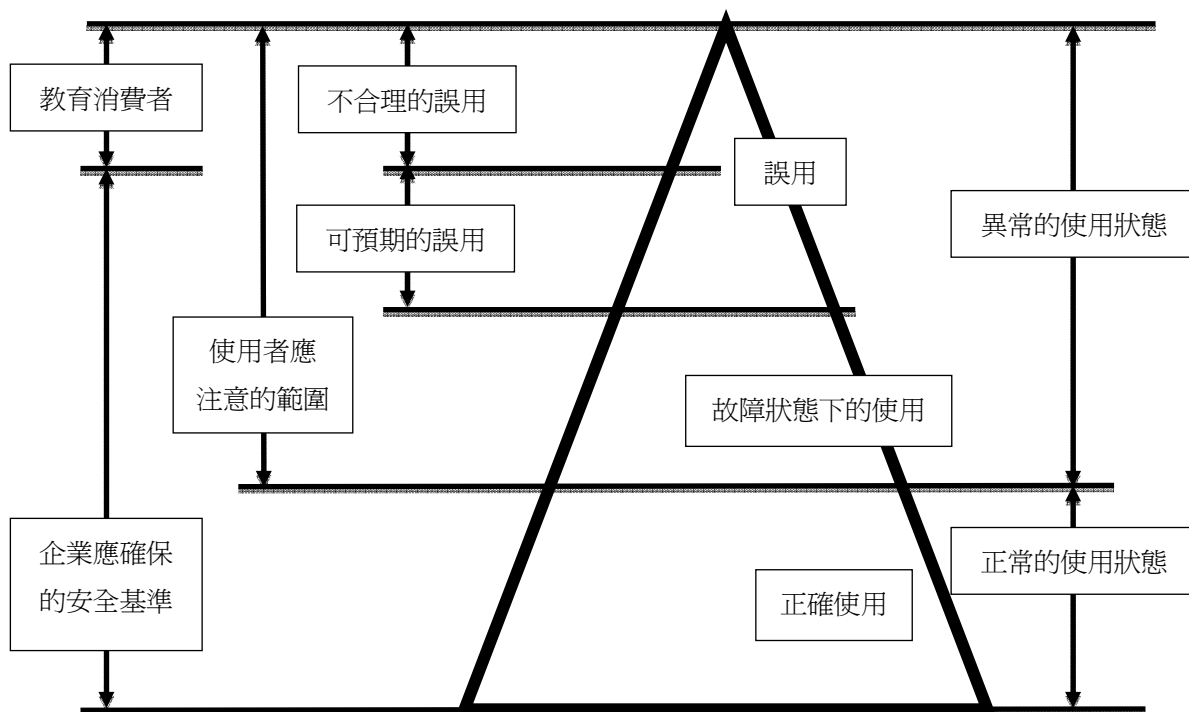 教育消費者
不合理的誤用
誤用
可預期的誤用
異常的使用狀態
使用者應
注意的範圍
故障狀態下的使用
企業應確保
的安全基準
正常的使用狀態
正確使用